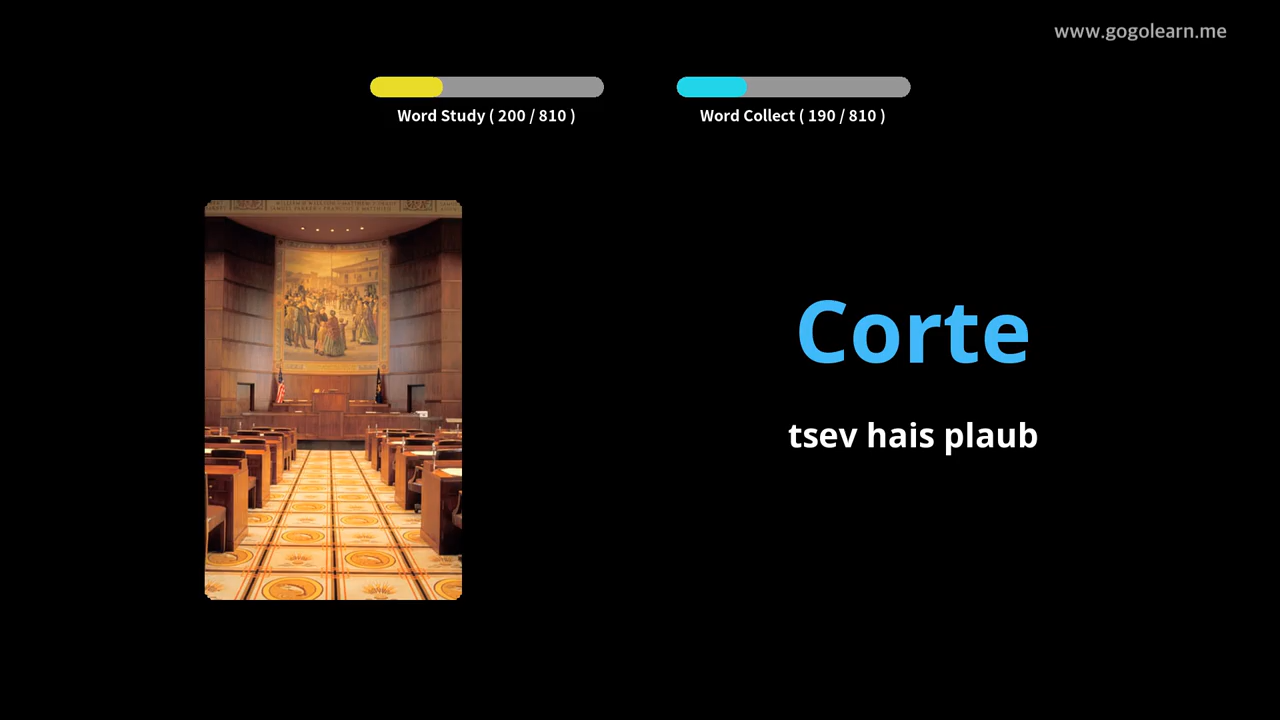 www.gogolearn.me
Word Study ( 200 / 810 )
Word Collect ( 190 / 810 )
Corte
tsev hais plaub